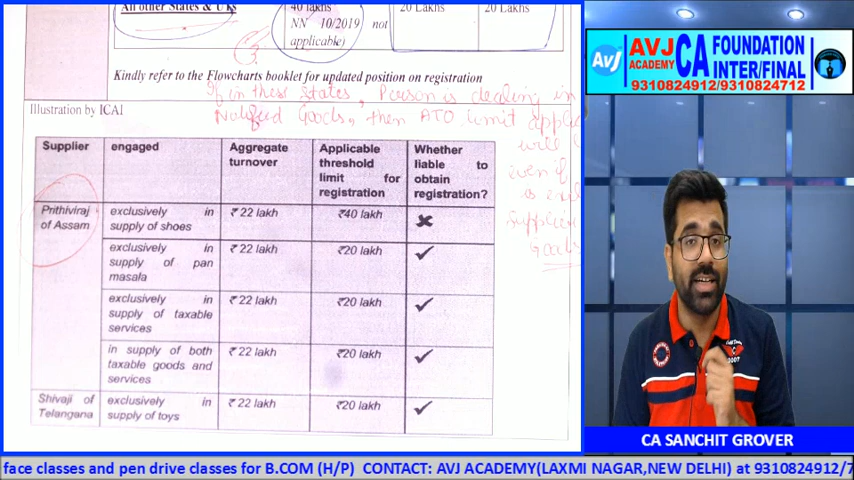 All other States & UTs
40 lakhs
NN 10/2019 not
applicable)
20 Lakhs
20 Lakhs
Kindly refer to the Flowcharts booklet for updated position on registration
If in these States, Person is dealing in
Notified Goods, then ATO limit
will
even if
is
Supplier
Goods
Illustration by ICAI
Supplier
engaged
Aggregate
turnover
Applicable
threshold
limit for
registration
Whether
liable to
obtain
registration?
Prithiviraj
of Assam
exclusively in
supply of shoes
₹ 22 lakh
₹40 lakh
exclusively in
supply of pan
masala
₹ 22 lakh
₹20 lakh
exclusively in
supply of taxable
services
₹ 22 lakh
₹20 lakh
in supply of both
taxable goods and
services
₹ 22 lakh
₹20 lakh
Shivaji of
Telangana
exclusively in
supply of toys
₹ 22 lakh
₹20 lakh
AVJ
AVJ
ACADEMY
CA
FOUNDATION
INTER/FINAL
9310824912/9310824712
CA SANCHIT GROVER
face classes and pen drive classes for B.COM (H/P) CONTACT: AVJ ACADEMY(LAXMI NAGAR,NEW DELHI) at 9310824912/7